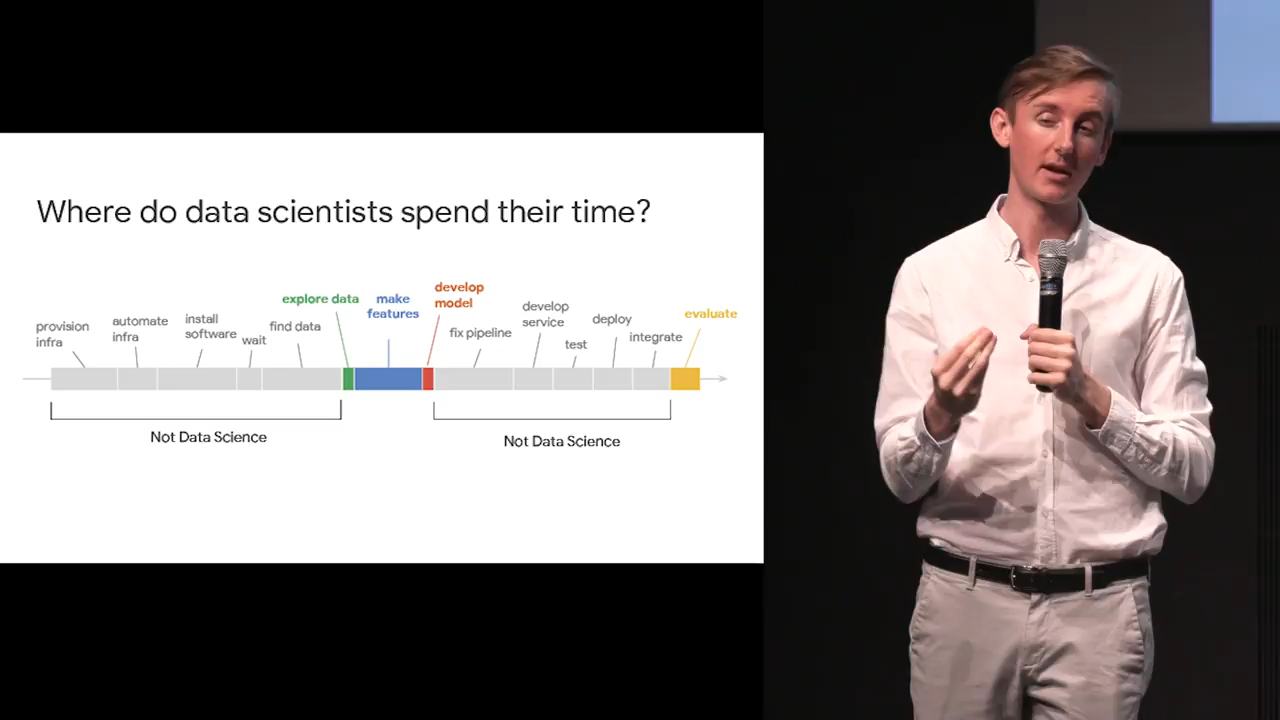 Where do data scientists spend their time?
explore data
make
features
develop
model
provision
infra
automate
infra
install
software
wait
find data
fix pipeline
develop
service
test
deploy
integrate
evaluate
Not Data Science
Not Data Science